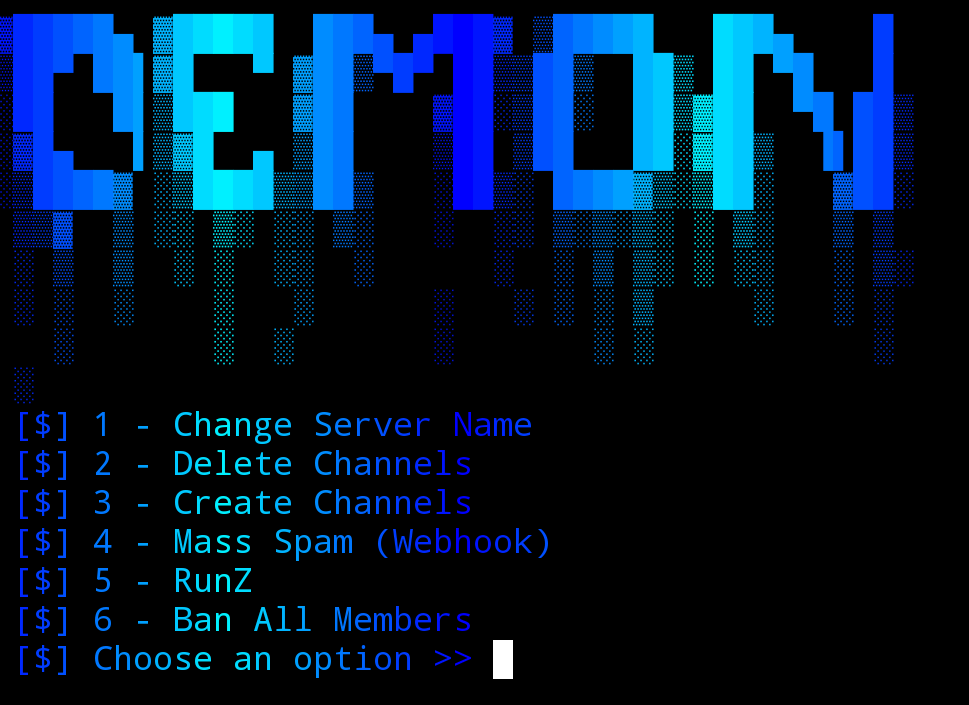 DEMON
[$] 1 - Change Server Name
[$] 2 - Delete Channels
[$] 3 - Create Channels
[$] 4 - Mass Spam (Webhook)
[$] 5 - RunZ
[$] 6 - Ban All Members
[$] Choose an option >>